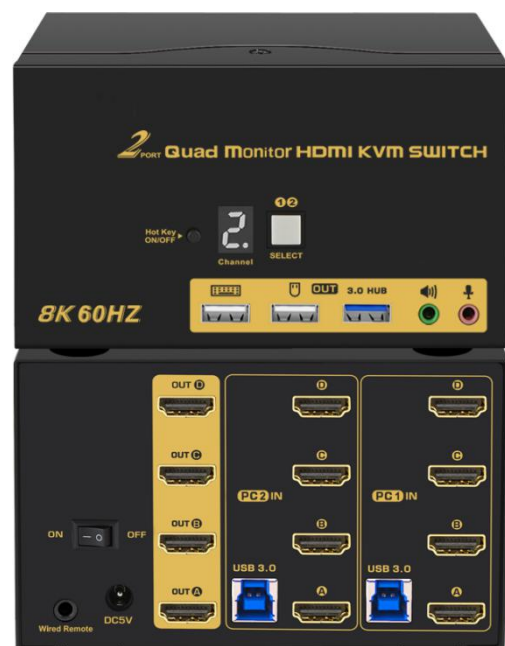 2 PORT Quad Monitor HDMI KVM SWITCH
1 2
Hot Key
ON/OFF
2.
Channel
SELECT
OUT 3.0 HUB
8K 60HZ
OUT D
D
D
OUT C
C
C
PC2 IN
PC1 IN
OUT B
B
B
ON
OFF
USB 3.0
USB 3.0
OUT A
A
A
DC5V
Wired Remote